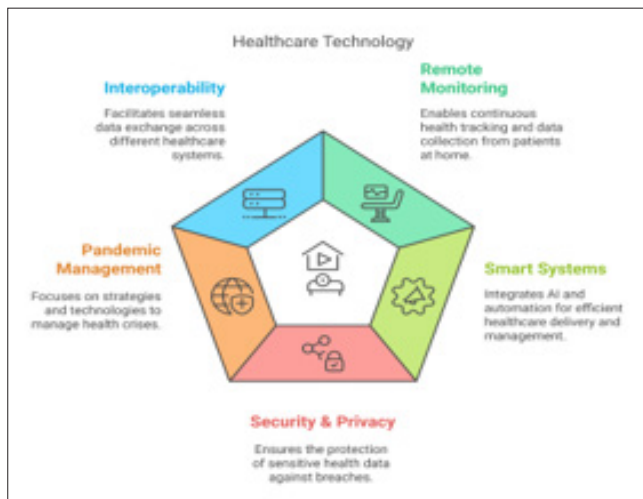 Healthcare Technology
Interoperability
Facilitates seamless
data exchange across
different healthcare
systems.
Remote
Monitoring
Enables continuous
health tracking and data
collection from patients
at home.
Pandemic
Management
Focuses on strategies
and technologies to
manage health crises.
Smart Systems
Integrates AI and
automation for efficient
healthcare delivery and
management.
Security & Privacy
Ensures the protection
of sensitive health data
against breaches.